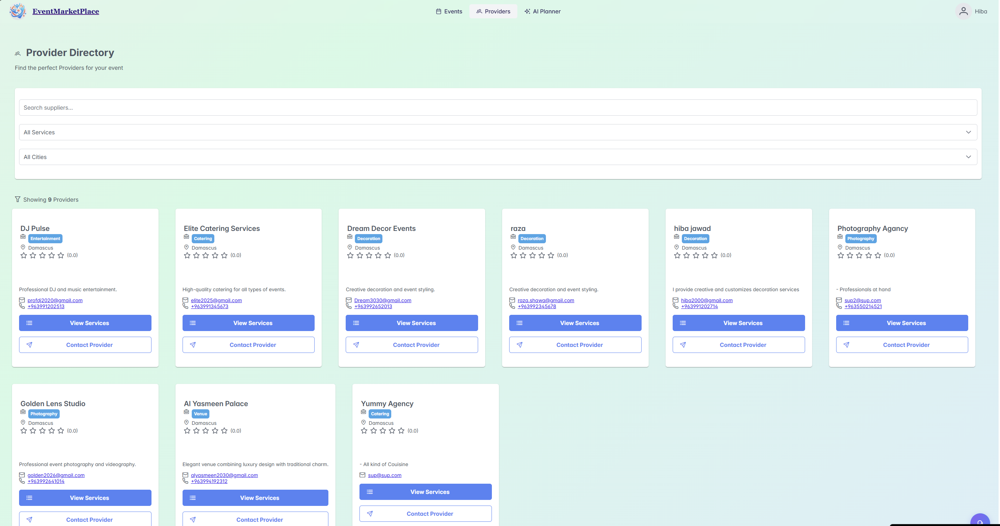 EventMarketPlace
Events
Providers
AI Planner
Hiba
Provider Directory
Find the perfect Providers for your event
Search suppliers...
All Services
All Cities
Showing 9 Providers
DJ Pulse
Entertainment
Damascus
(0.0)
Professional DJ and music entertainment.
profdj2020@gmail.com
+963991202513
View Services
Contact Provider
Elite Catering Services
Catering
Damascus
(0.0)
High-quality catering for all types of events.
elite2025@gmail.com
+963991345673
View Services
Contact Provider
Dream Decor Events
Decoration
Damascus
(0.0)
Creative decoration and event styling.
Dream3030@gmail.com
+963992652013
View Services
Contact Provider
raza
Decoration
Damascus
(0.0)
Creative decoration and event styling.
raza.shawa@gmail.com
+963992345678
View Services
Contact Provider
hiba jawad
Decoration
Damascus
(0.0)
I provide creative and customizes decoration services
hiba2000@gmail.com
+963991202714
View Services
Contact Provider
Photography Agancy
Photography
Damascus
(0.0)
- Professionals at hand
sup2@sup.com
+963550214521
View Services
Contact Provider
Golden Lens Studio
Photography
Damascus
(0.0)
Professional event photography and videography.
golden2026@gmail.com
+963992641014
View Services
Contact Provider
Al Yasmeen Palace
Venue
Damascus
(0.0)
Elegant venue combining luxury design with traditional charm.
alyasmeen2030@gmail.com
+963994192312
View Services
Contact Provider
Yummy Agency
Catering
Damascus
(0.0)
- All kind of Couisine
sup@sup.com
View Services
Contact Provider